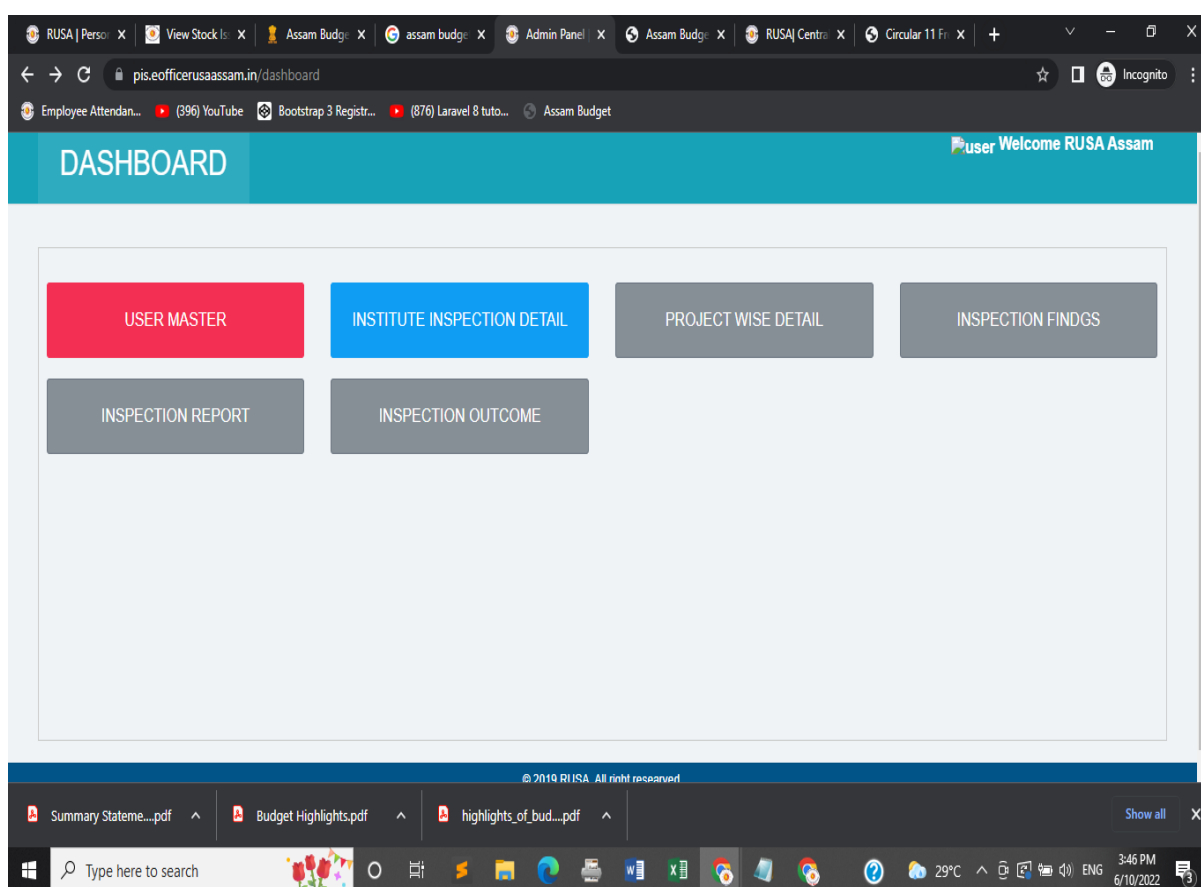 RUSA | Person
View Stock Is
Assam Budge
assam budge
Admin Panel |
Assam Budge
RUSA| Centra
Circular 11 Fr
pis.eofficerusaassam.in/dashboard
Incognito
Employee Attendan...
(396) YouTube
Bootstrap 3 Registr...
(876) Laravel 8 tuto...
Assam Budget
DASHBOARD
user Welcome RUSA Assam
USER MASTER
INSTITUTE INSPECTION DETAIL
PROJECT WISE DETAIL
INSPECTION FINDGS
INSPECTION REPORT
INSPECTION OUTCOME
© 2019 RUSA. All right researved
Summary Stateme....pdf
Budget Highlights.pdf
highlights_of_bud....pdf
Show all
Type here to search
29°C
ENG
3:46 PM
6/10/2022
3